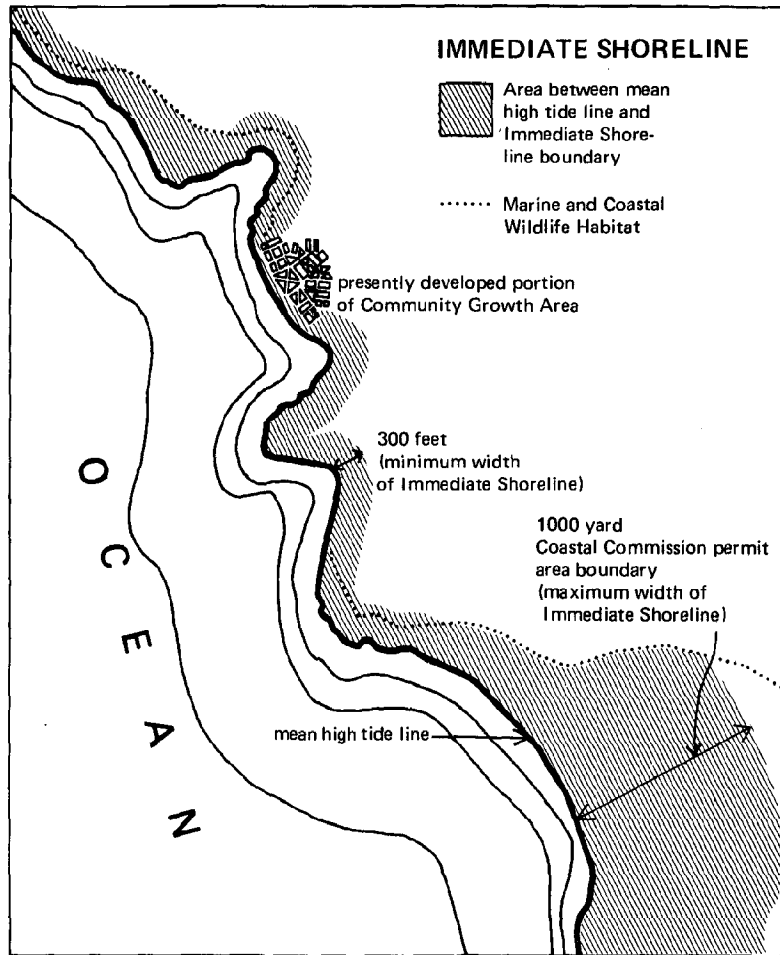 IMMEDIATE SHORELINE
Area between mean
high tide line and
Immediate Shore-
line boundary
Marine and Coastal
Wildlife Habitat
presently developed portion
of Community Growth Area
300 feet
(minimum width
of Immediate Shoreline)
1000 yard
Coastal Commission permit
area boundary
(maximum width of
Immediate Shoreline)
OCEAN
mean high tide line